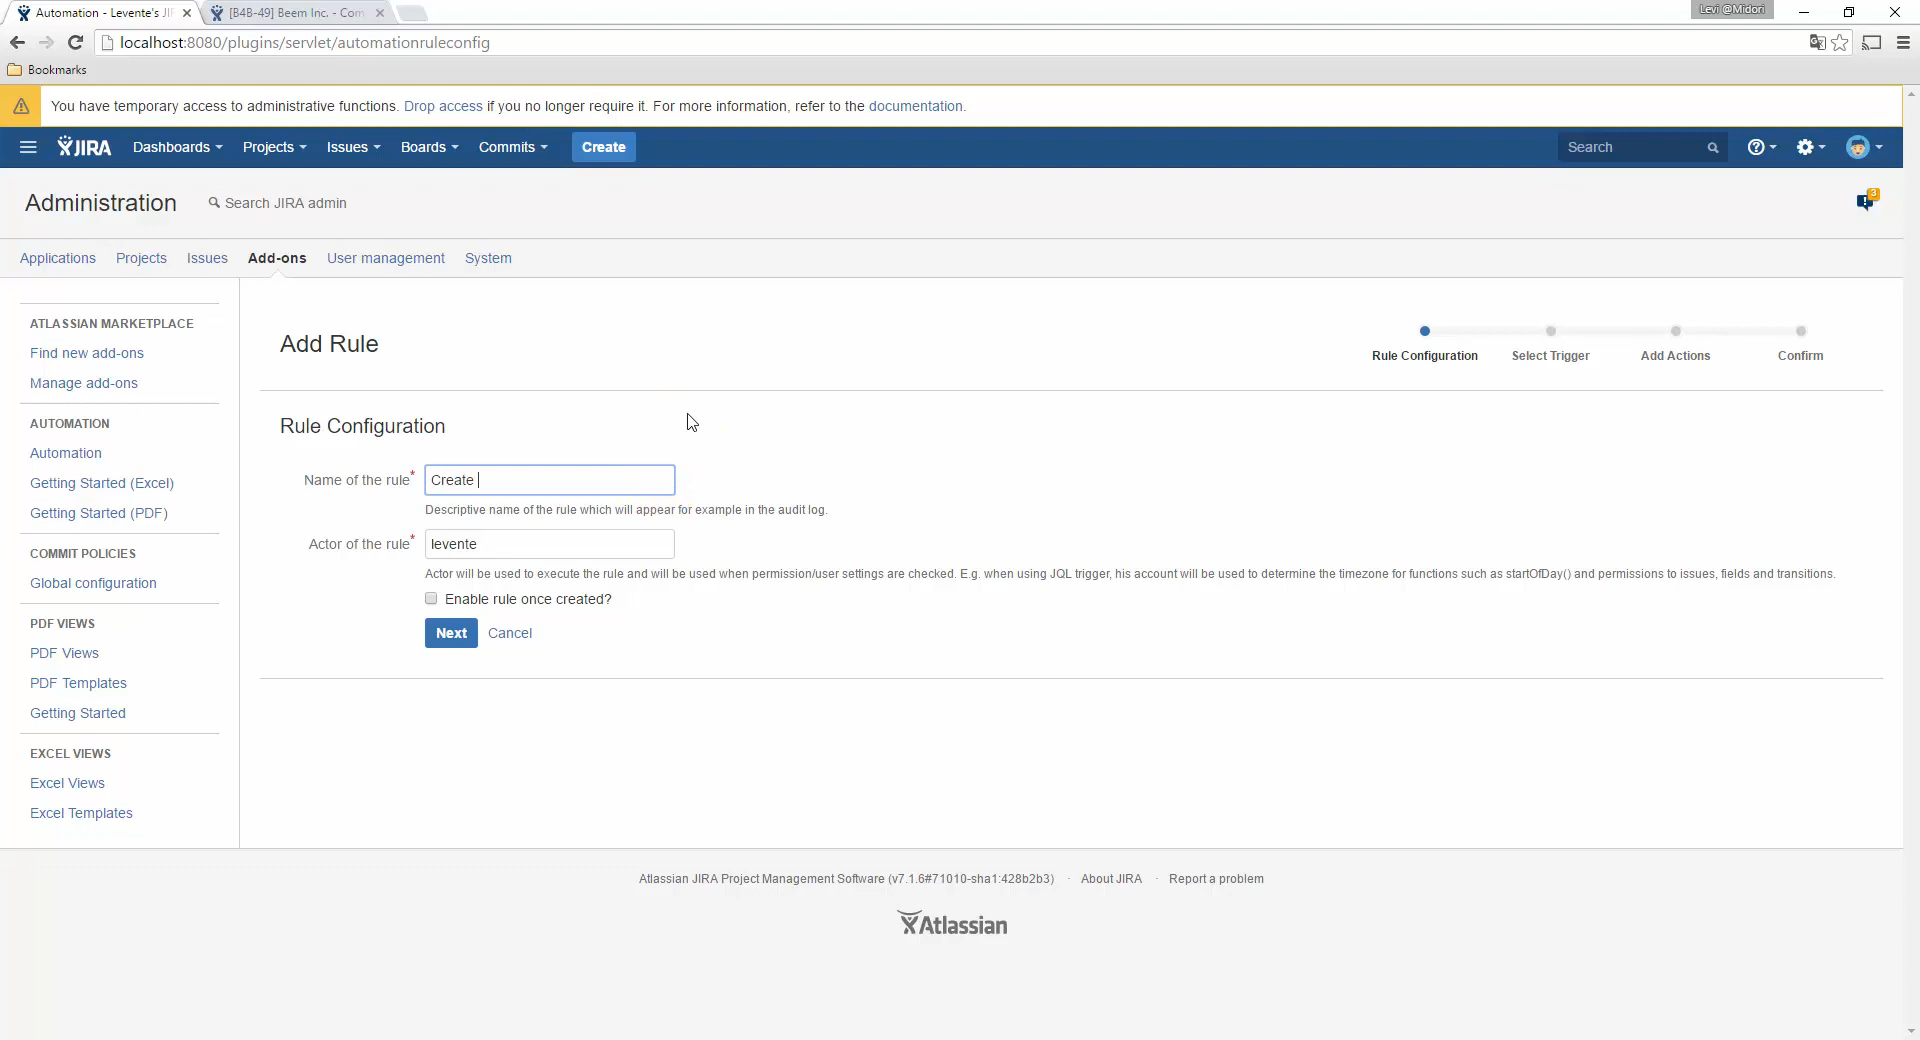 Automation - Levente's JI
[B4B-49] Beem Inc. - Com
Levi @Midori
localhost:8080/plugins/servlet/automationruleconfig
Bookmarks
You have temporary access to administrative functions. Drop access if you no longer require it. For more information, refer to the documentation.
JIRA Dashboards Projects Issues Boards Commits Create Search
Administration Search JIRA admin
3
Applications Projects Issues Add-ons User management System
ATLASSIAN MARKETPLACE
Find new add-ons
Manage add-ons
AUTOMATION
Automation
Getting Started (Excel)
Getting Started (PDF)
COMMIT POLICIES
Global configuration
PDF VIEWS
PDF Views
PDF Templates
Getting Started
EXCEL VIEWS
Excel Views
Excel Templates
Add Rule
Rule Configuration Select Trigger Add Actions Confirm
Rule Configuration
Name of the rule* Create
Descriptive name of the rule which will appear for example in the audit log.
Actor of the rule* levente
Actor will be used to execute the rule and will be used when permission/user settings are checked. E.g. when using JQL trigger, his account will be used to determine the timezone for functions such as startOfDay() and permissions to issues, fields and transitions.
Enable rule once created?
Next Cancel
Atlassian JIRA Project Management Software (v7.1.6#71010-sha1:428b2b3) · About JIRA · Report a problem
Atlassian